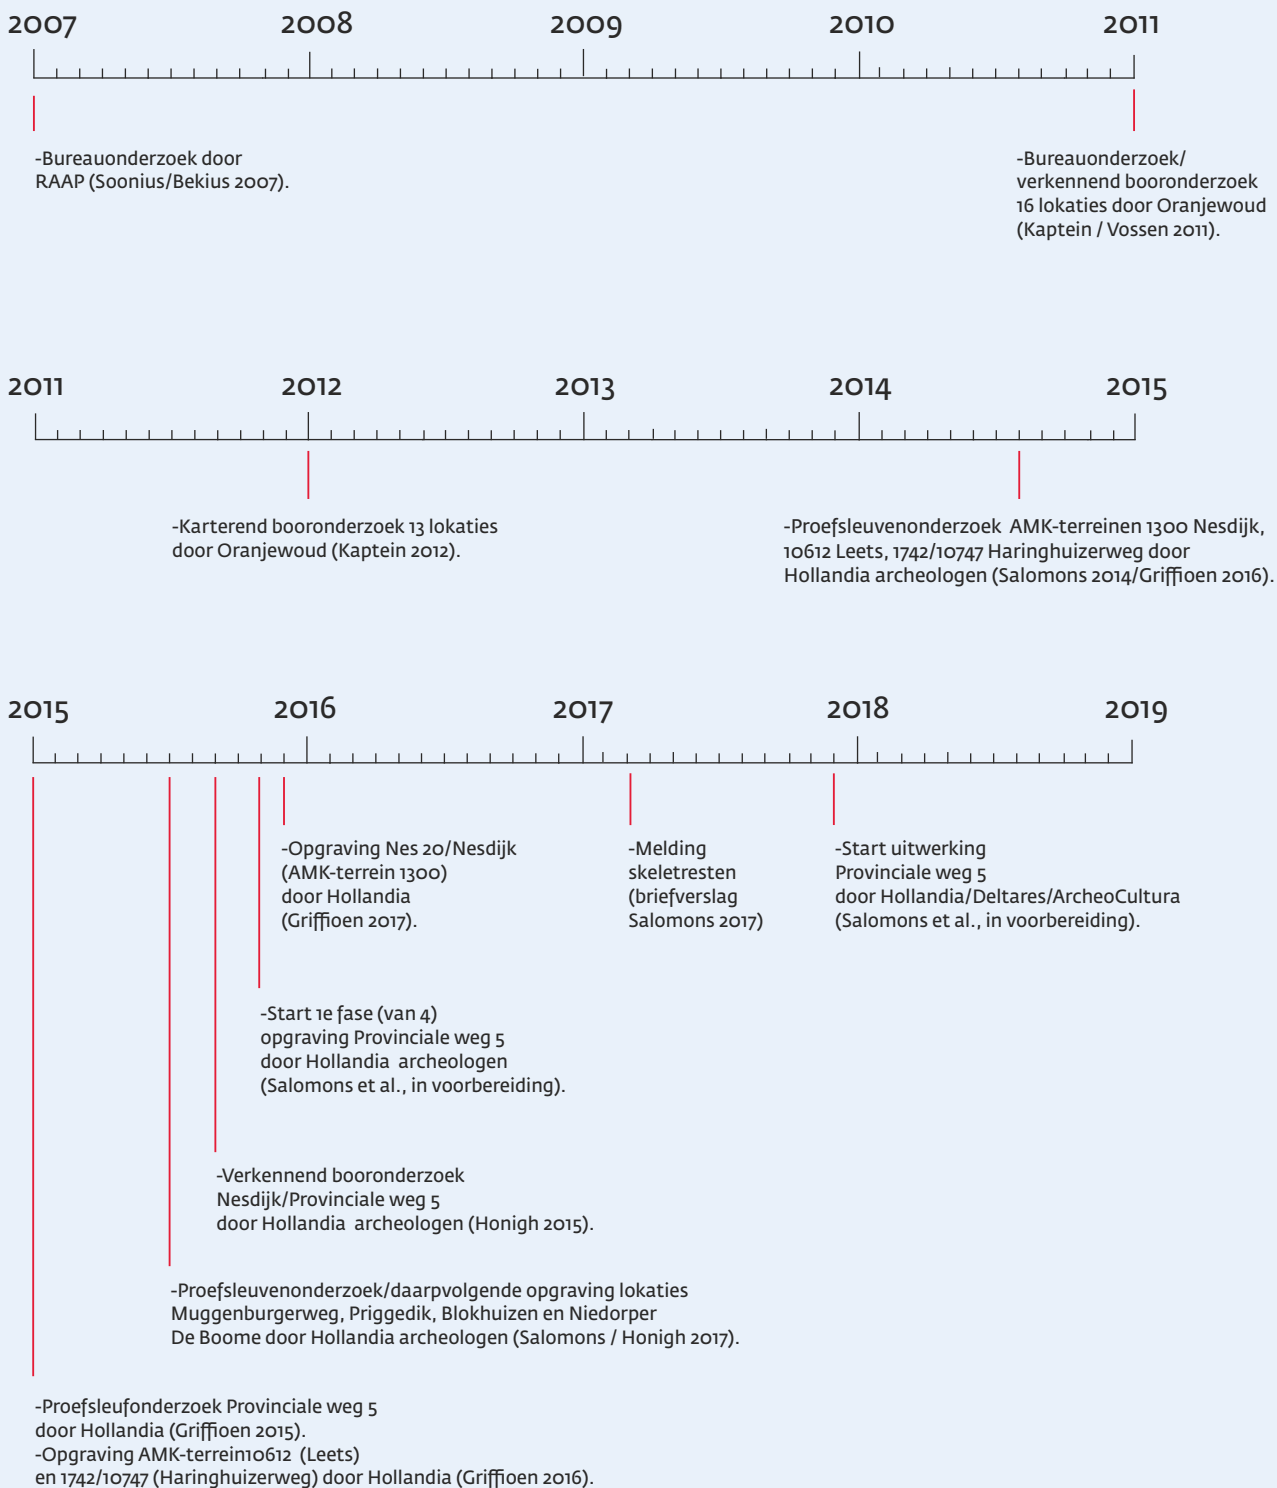 2007 2008 2009 2010 2011
-Bureauonderzoek door
RAAP (Soonius/Bekius 2007).
-Bureauonderzoek/
verkennend booronderzoek
16 lokaties door Oranjewoud
(Kaptein / Vossen 2011).
2011 2012 2013 2014 2015
-Karterend booronderzoek 13 lokaties
door Oranjewoud (Kaptein 2012).
-Proefsleuvenonderzoek AMK-terreinen 1300 Nesdijk,
10612 Leets, 1742/10747 Haringhuizerweg door
Hollandia archeologen (Salomons 2014/Griffioen 2016).
2015 2016 2017 2018 2019
-Opgraving Nes 20/Nesdijk
(AMK-terrein 1300)
door Hollandia
(Griffioen 2017).
-Melding
skeletresten
(briefverslag
Salomons 2017)
-Start uitwerking
Provinciale weg 5
door Hollandia/Deltares/ArcheoCultura
(Salomons et al., in voorbereiding).
-Start 1e fase (van 4)
opgraving Provinciale weg 5
door Hollandia archeologen
(Salomons et al., in voorbereiding).
-Verkennend booronderzoek
Nesdijk/Provinciale weg 5
door Hollandia archeologen (Honigh 2015).
-Proefsleuvenonderzoek/daarpvolgende opgraving lokaties
Muggenburgerweg, Priggedik, Blokhuizen en Niedorper
De Boome door Hollandia archeologen (Salomons / Honigh 2017).
-Proefsleufonderzoek Provinciale weg 5
door Hollandia (Griffioen 2015).
-Opgraving AMK-terrein10612 (Leets)
en 1742/10747 (Haringhuizerweg) door Hollandia (Griffioen 2016).